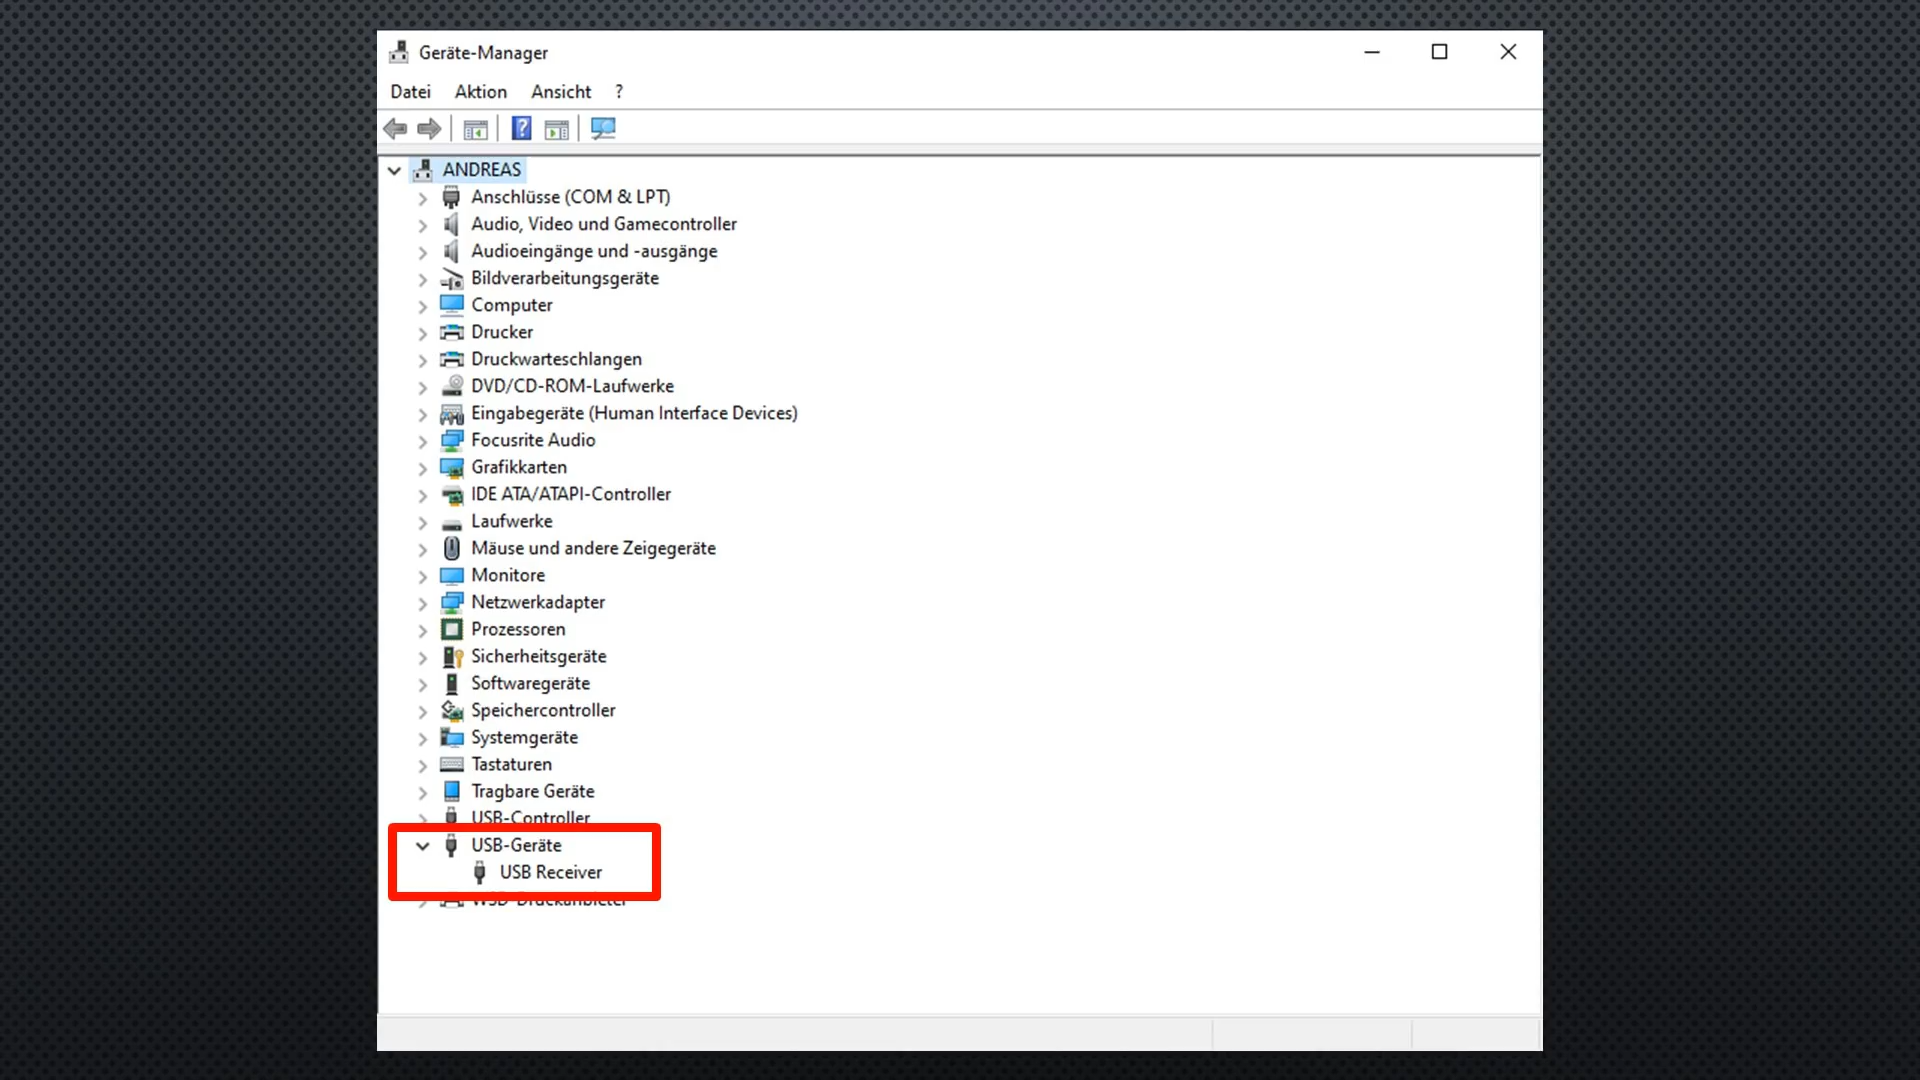 Geräte-Manager
Datei Aktion Ansicht ?
ANDREAS
Anschlüsse (COM & LPT)
Audio, Video und Gamecontroller
Audioeingänge und -ausgänge
Bildverarbeitungsgeräte
Computer
Drucker
Druckwarteschlangen
DVD/CD-ROM-Laufwerke
Eingabegeräte (Human Interface Devices)
Focusrite Audio
Grafikkarten
IDE ATA/ATAPI-Controller
Laufwerke
Mäuse und andere Zeigegeräte
Monitore
Netzwerkadapter
Prozessoren
Sicherheitsgeräte
Softwaregeräte
Speichercontroller
Systemgeräte
Tastaturen
Tragbare Geräte
USB-Controller
USB-Geräte
USB Receiver
WSD-Druckanbieter